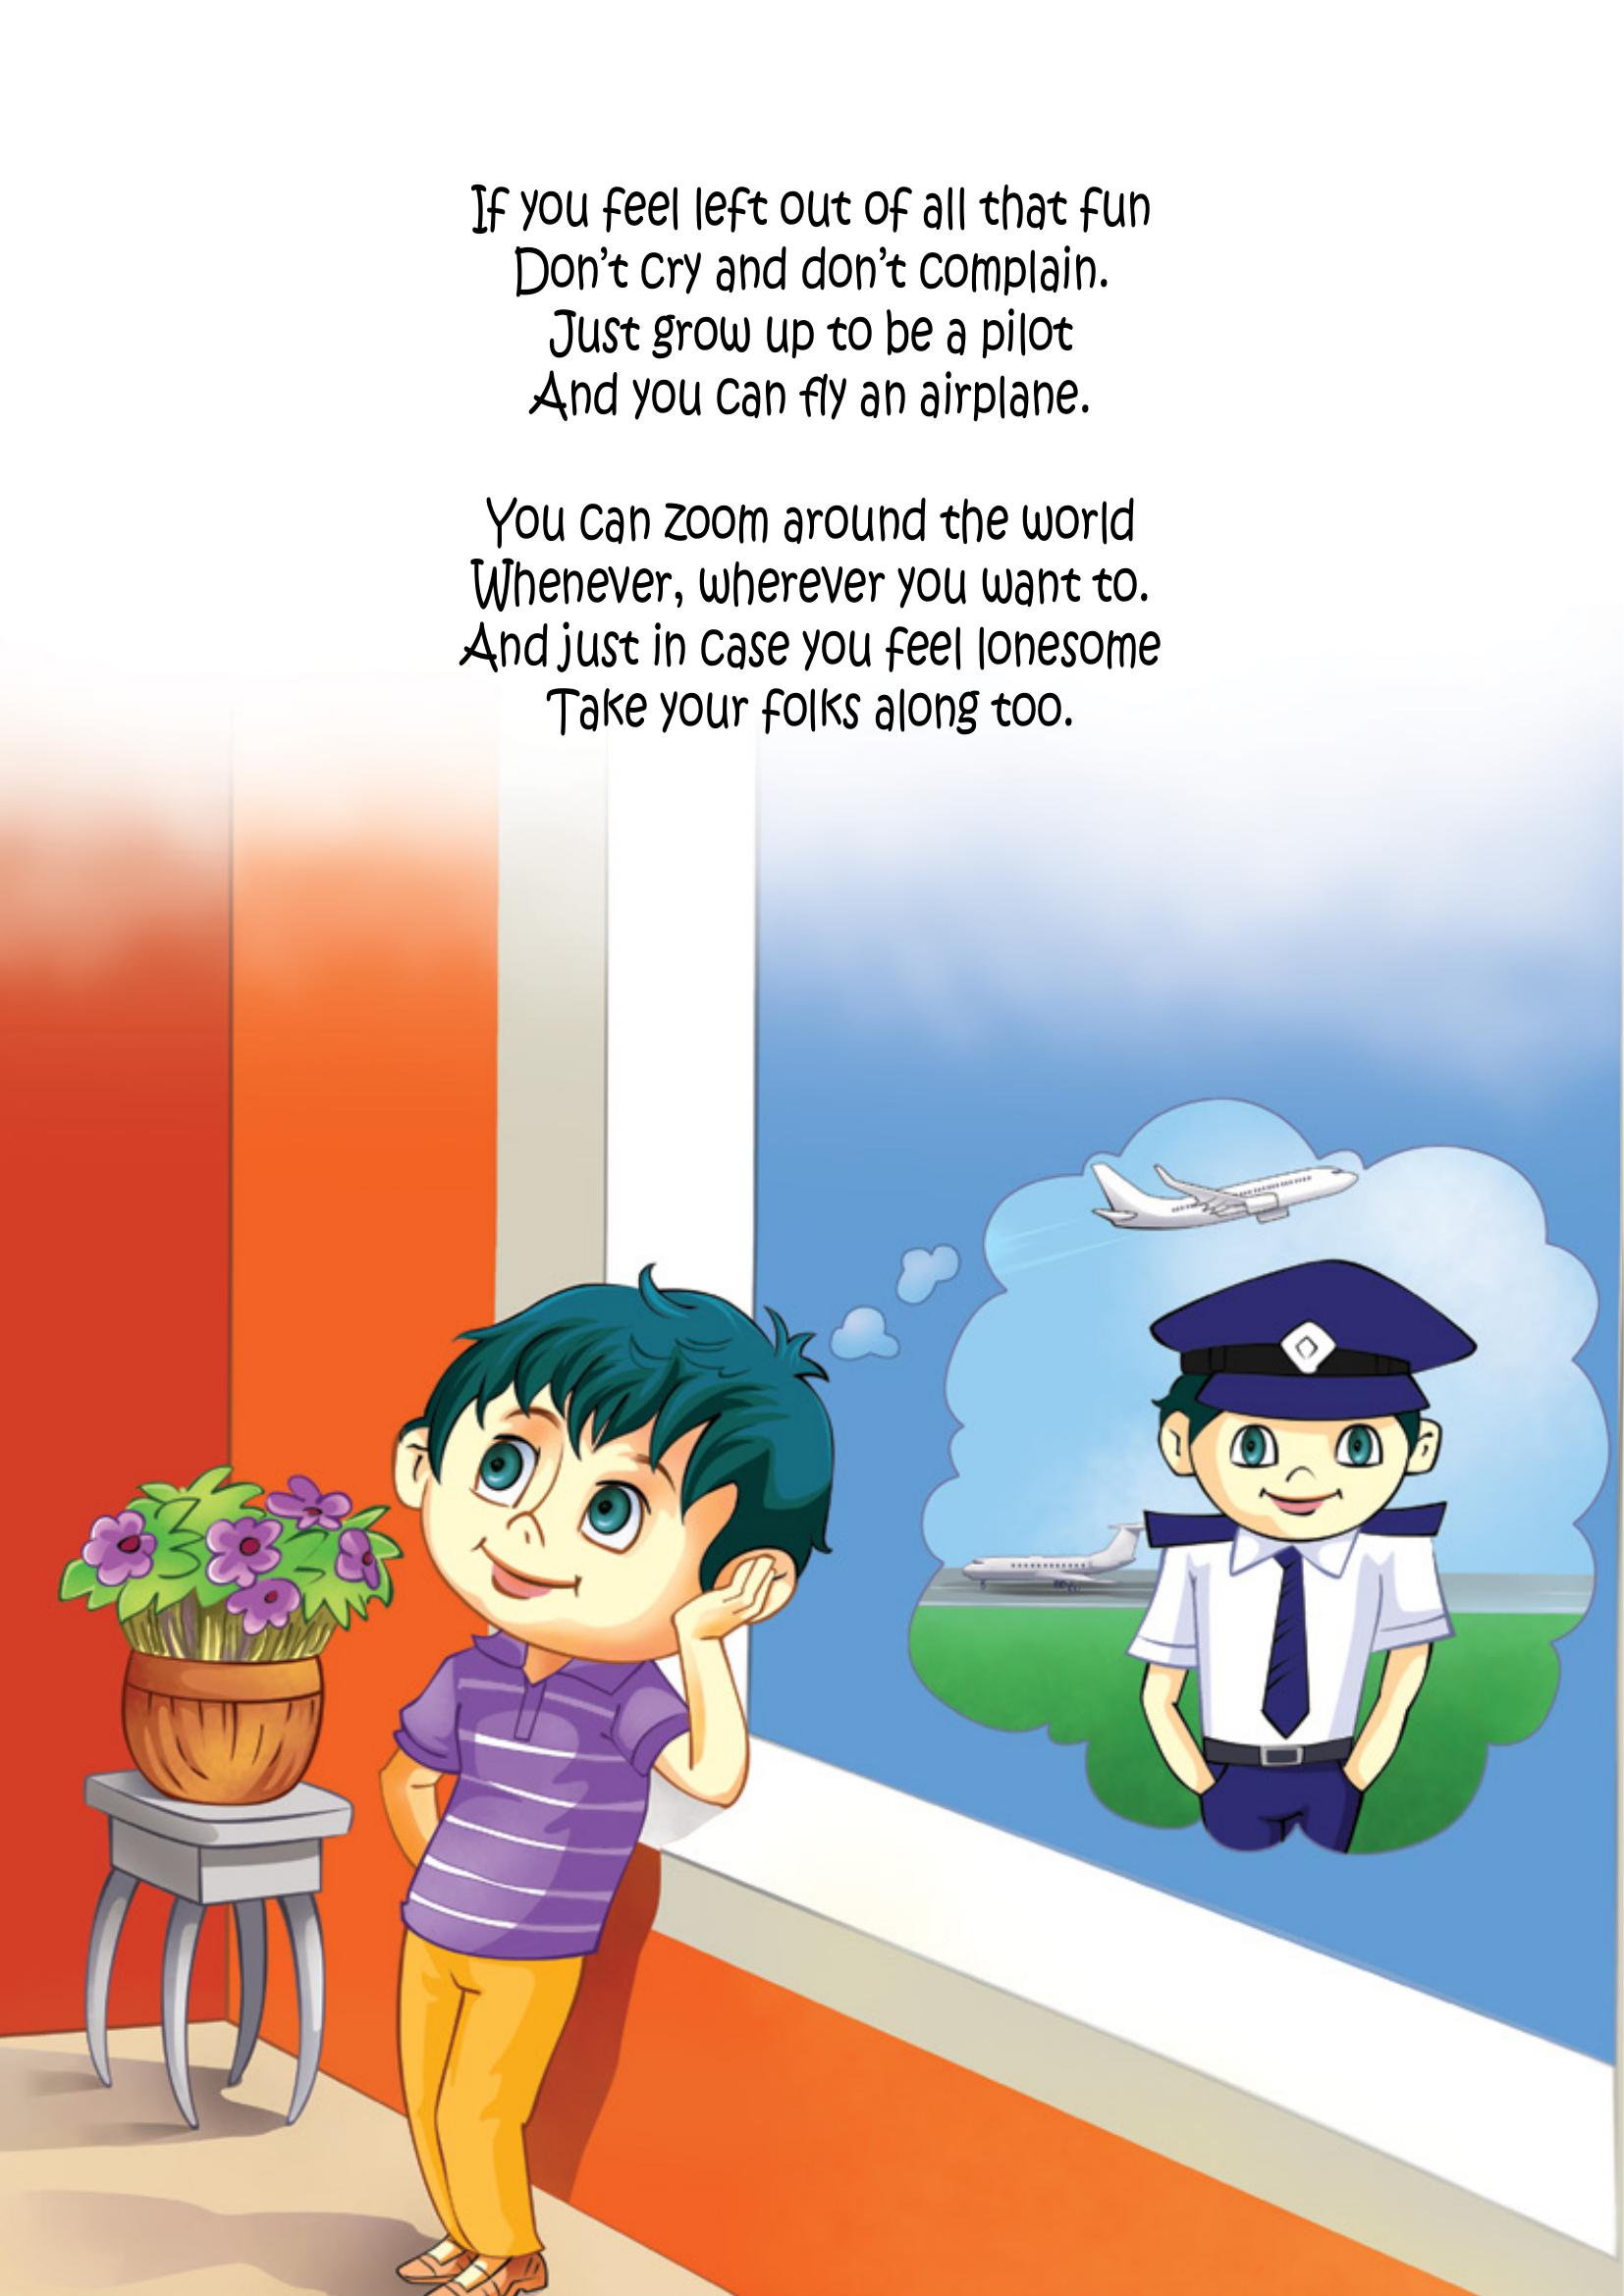 If you feel left out of all that fun
Don’t cry and don’t complain.
Just grow up to be a pilot
And you can fly an airplane.
You can zoom around the world
Whenever, wherever you want to.
And just in case you feel lonesome
Take your folks along too.